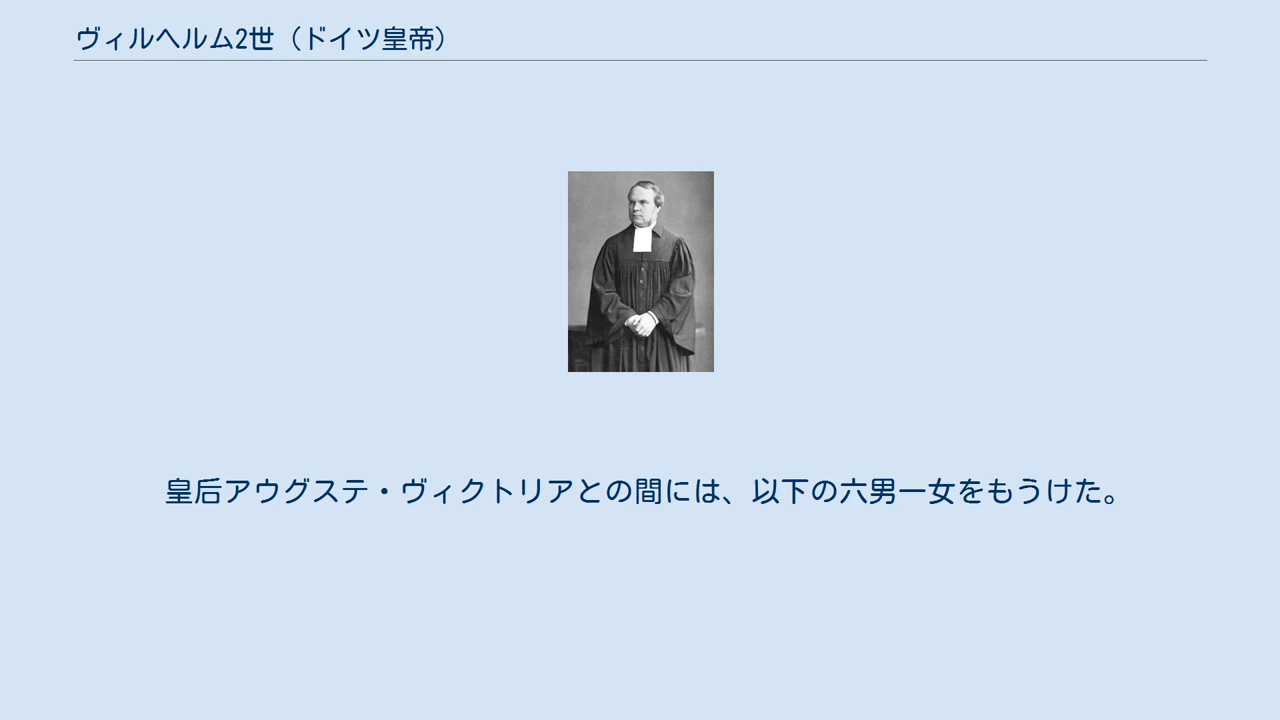 ヴィルヘルム2世（ドイツ皇帝）
皇后アウグステ・ヴィクトリアとの間には、以下の六男一女をもうけた。